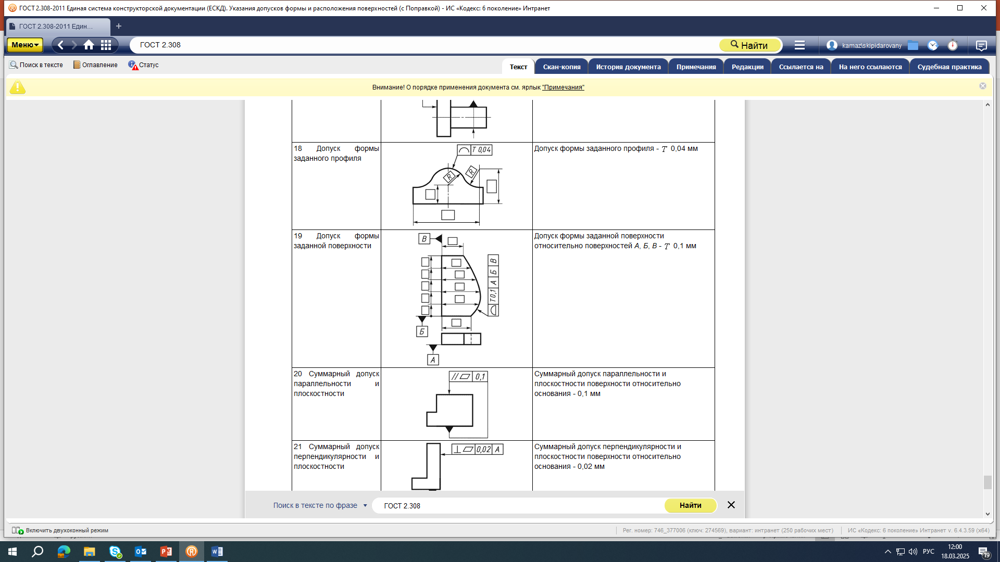 ГОСТ 2.308-2011 Единая система конструкторской документации (ЕСКД). Указания допусков формы и расположения поверхностей (с Поправкой) - ИС «Кодекс: 6 поколение» Интранет
ГОСТ 2.308-2011 Един...
Меню
ГОСТ 2.308
Найти
kamaz\skipidarovany
Поиск в тексте
Оглавление
Статус
Текст
Скан-копия
История документа
Примечания
Редакции
Ссылается на
На него ссылаются
Судебная практика
Внимание! О порядке применения документа см. ярлык "Примечания"
18 Допуск формы
заданного профиля
T 0,04
R
R
Допуск формы заданного профиля - T 0,04 мм
19 Допуск формы
заданной поверхности
В
Т0,1 А Б В
Б
А
Допуск формы заданной поверхности
относительно поверхностей А, Б, В - T 0,1 мм
20 Суммарный допуск
параллельности и
плоскостности
// 0,1
Суммарный допуск параллельности и
плоскостности поверхности относительно
основания - 0,1 мм
21 Суммарный допуск
перпендикулярности и
плоскостности
⊥ 0,02 А
Суммарный допуск перпендикулярности и
плоскостности поверхности относительно
основания - 0,02 мм
Поиск в тексте по фразе
ГОСТ 2.308
Найти
Включить двухоконный режим
Рег. номер: 746_377006 (ключ: 274569), вариант: интранет (250 рабочих мест)
ИС «Кодекс: 6 поколение» Интранет v. 6.4.3.59 (x64)
РУС
12:00
18.03.2025
19